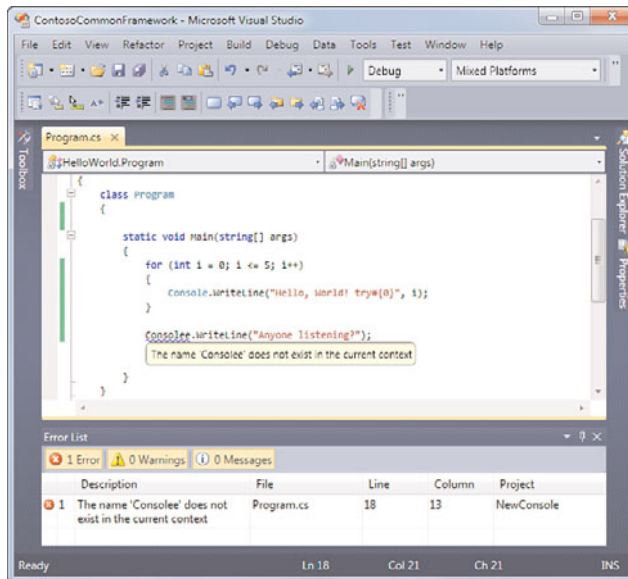 ContosoCommonFramework - Microsoft Visual Studio
File Edit View Refactor Project Build Debug Data Tools Test Window Help
Debug Mixed Platforms
Toolbox
Program.cs
HelloWorld.Program Main(string[] args)
{
class Program
{
static void Main(string[] args)
{
for (int i = 0; i <= 5; i++)
{
Console.WriteLine("Hello, World! try#{0}", i);
}
Consolee.WriteLine("Anyone listening?");
The name 'Consolee' does not exist in the current context
}
}
Solution Explorer
Properties
Error List
1 Error 0 Warnings 0 Messages
Description File Line Column Project
1 The name 'Consolee' does not Program.cs 18 13 NewConsole
exist in the current context
Ready Ln 18 Col 21 Ch 21 INS